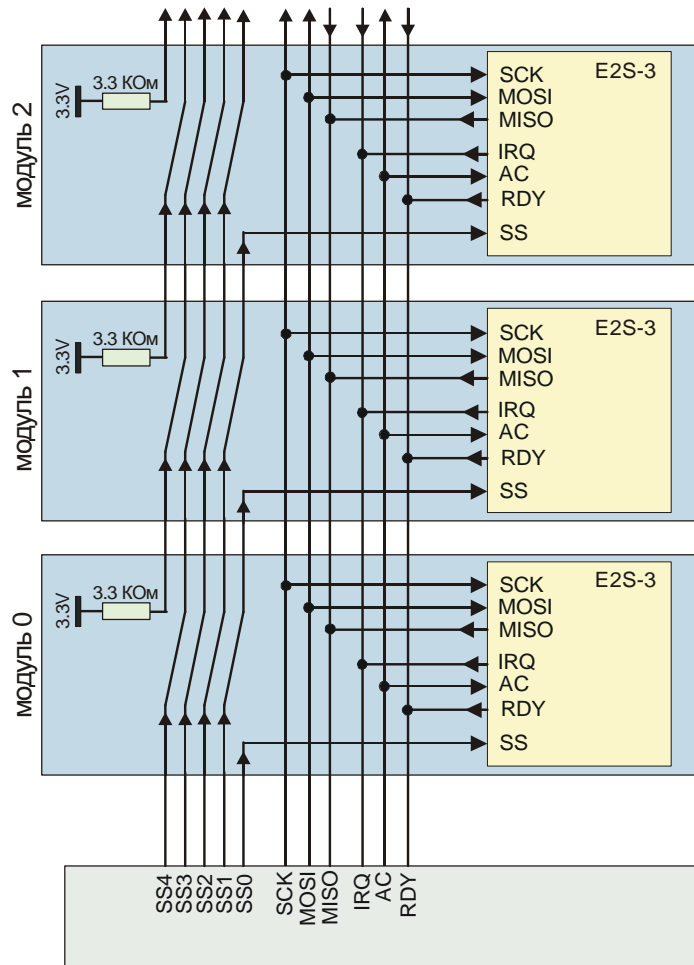 модуль 2
3.3V
3.3 КОм
E2S-3
SCK
MOSI
MISO
IRQ
AC
RDY
SS
модуль 1
3.3V
3.3 КОм
E2S-3
SCK
MOSI
MISO
IRQ
AC
RDY
SS
модуль 0
3.3V
3.3 КОм
E2S-3
SCK
MOSI
MISO
IRQ
AC
RDY
SS
SS4
SS3
SS2
SS1
SS0
SCK
MOSI
MISO
IRQ
AC
RDY